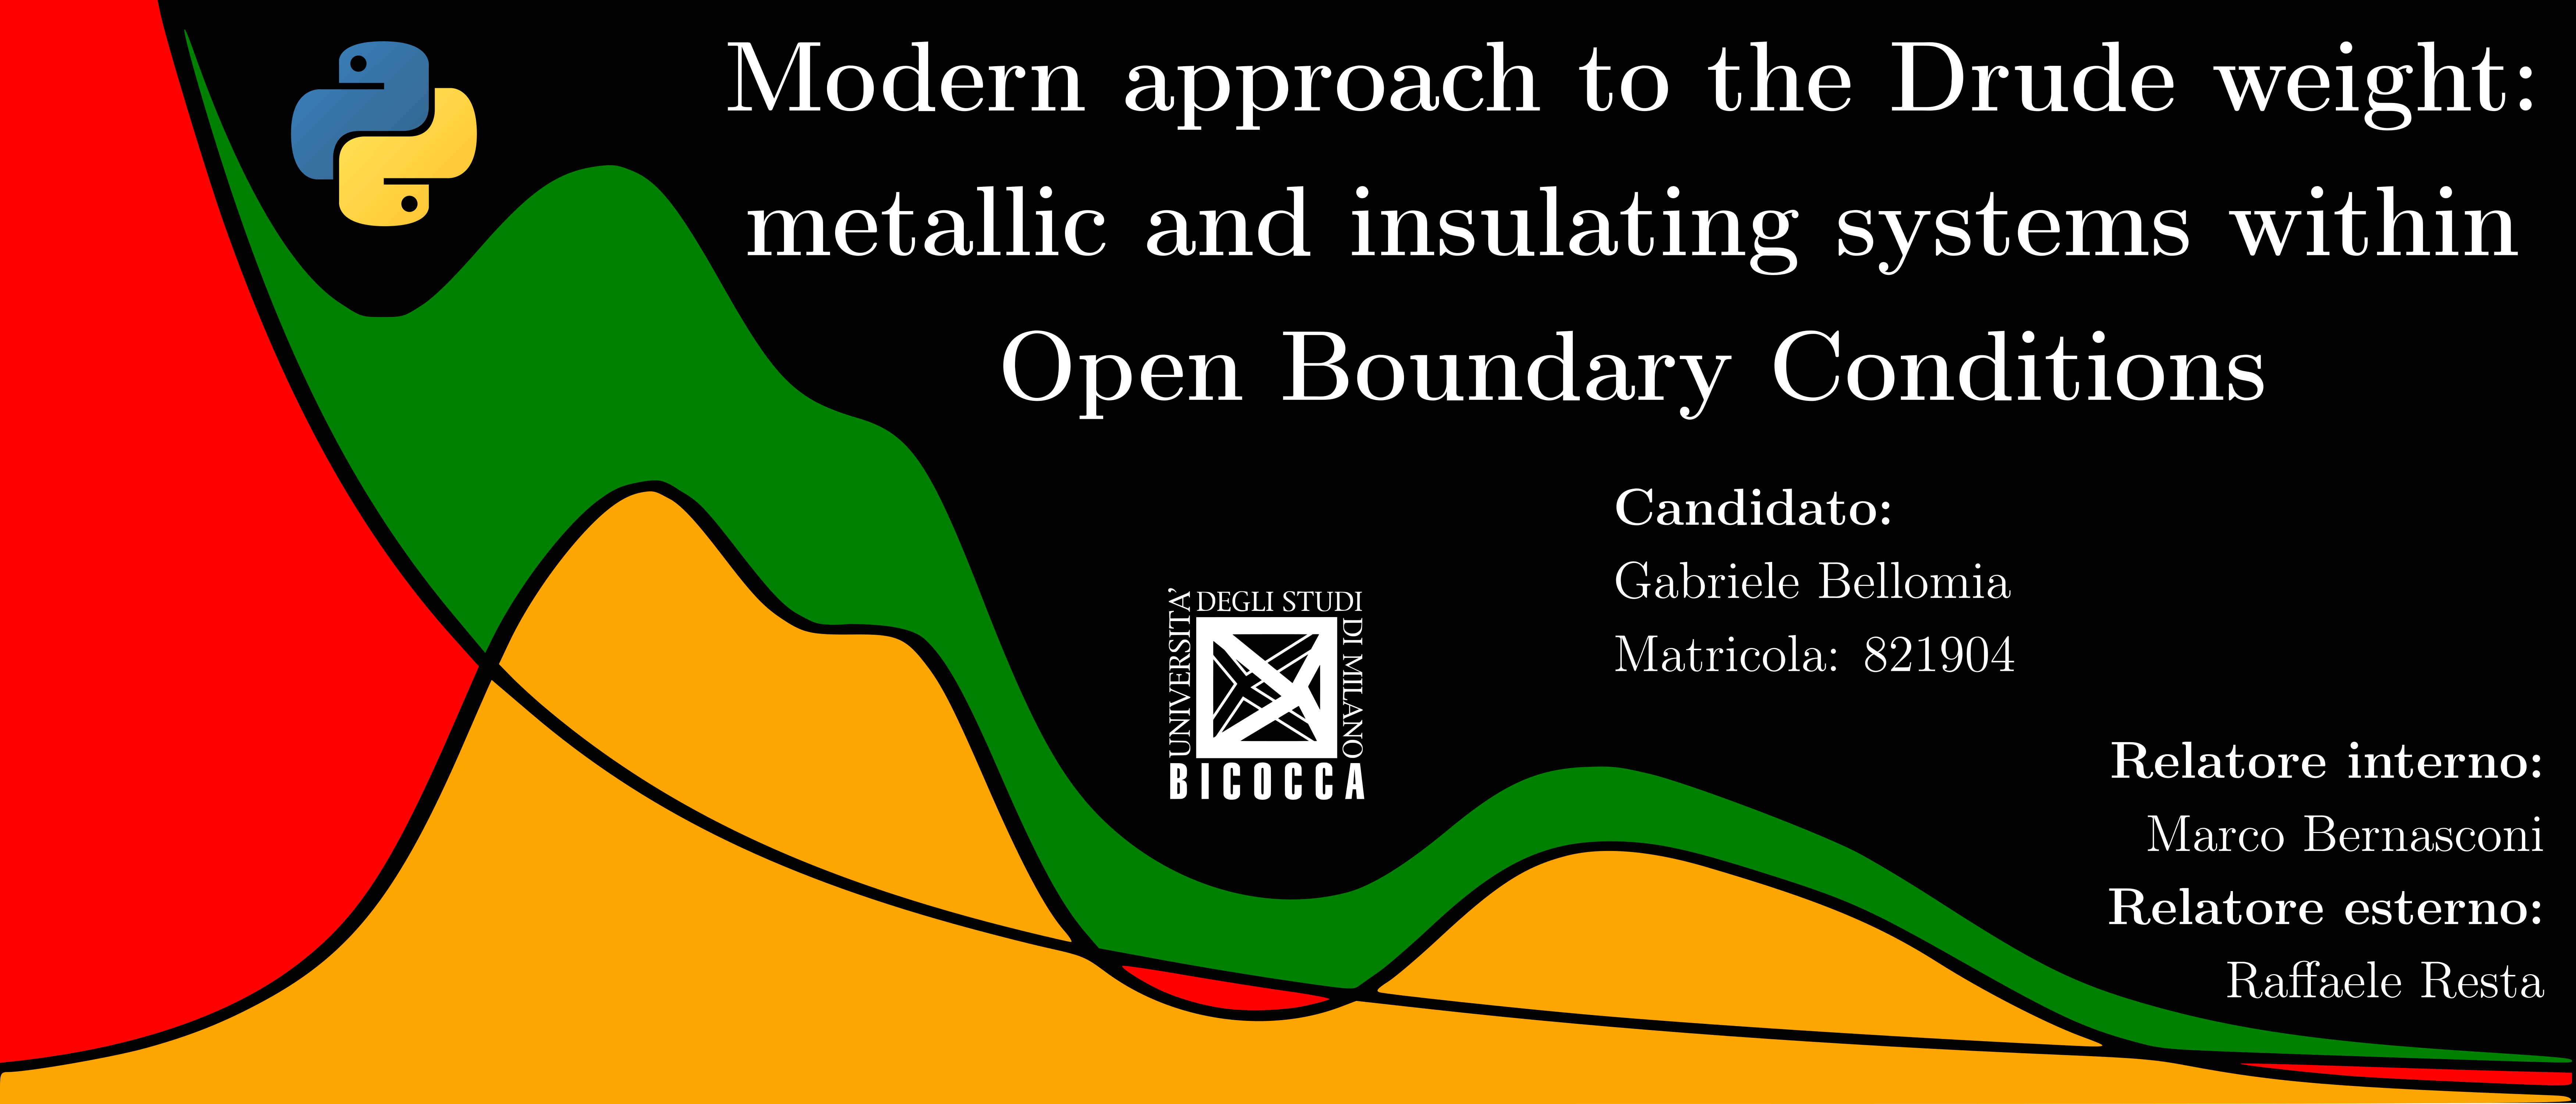 Modern approach to the Drude weight:
metallic and insulating systems within
Open Boundary Conditions
Candidato:
Gabriele Bellomia
Matricola: 821904
UNIVERSITA'
DEGLI STUDI
DI MILANO
BICOCCA
Relatore interno:
Marco Bernasconi
Relatore esterno:
Raffaele Resta